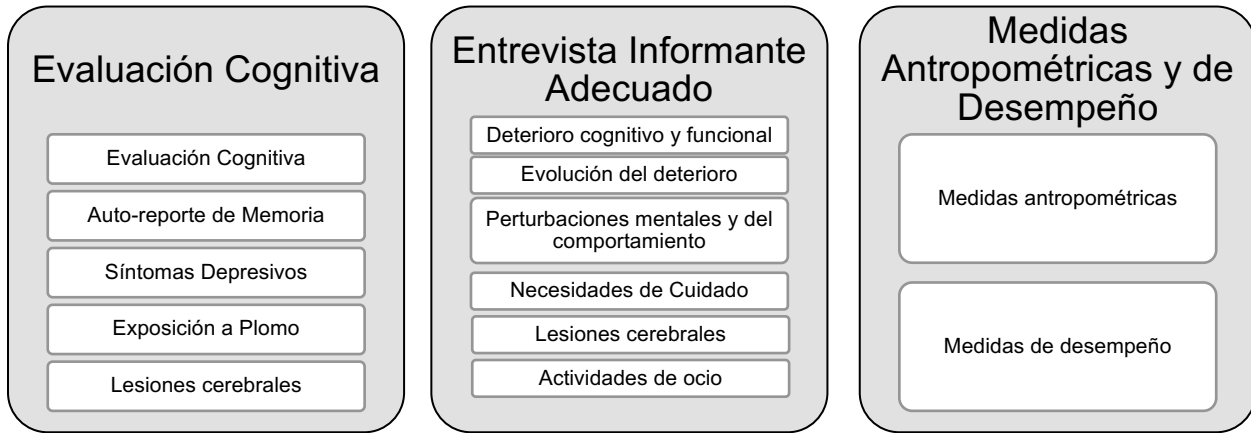 Evaluación Cognitiva
Evaluación Cognitiva
Auto-reporte de Memoria
Síntomas Depresivos
Exposición a Plomo
Lesiones cerebrales
Entrevista Informante
Adecuado
Deterioro cognitivo y funcional
Evolución del deterioro
Perturbaciones mentales y del
comportamiento
Necesidades de Cuidado
Lesiones cerebrales
Actividades de ocio
Medidas
Antropométricas y de
Desempeño
Medidas antropométricas
Medidas de desempeño